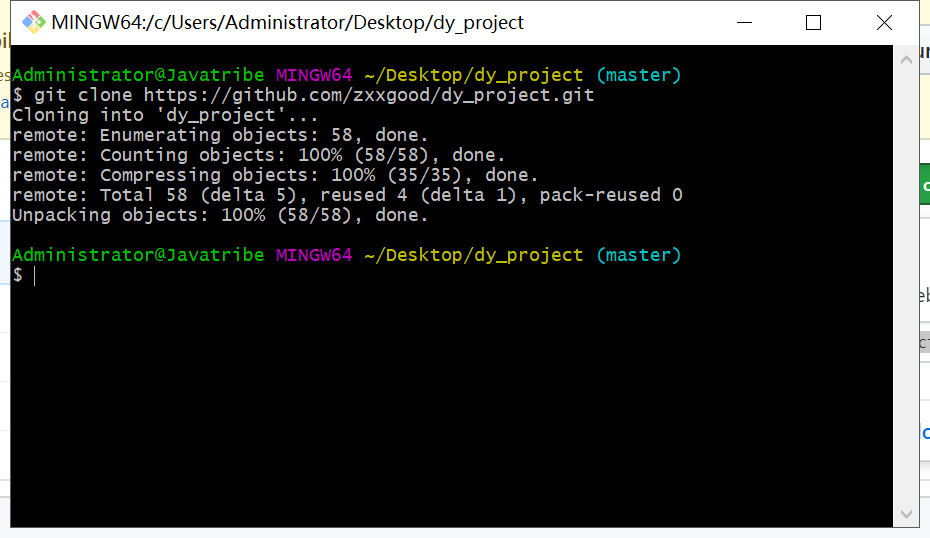 MINGW64:/c/Users/Administrator/Desktop/dy_project
Administrator@Javatribe MINGW64 ~/Desktop/dy_project (master)
$ git clone https://github.com/zxxgood/dy_project.git
Cloning into 'dy_project'...
remote: Enumerating objects: 58, done.
remote: Counting objects: 100% (58/58), done.
remote: Compressing objects: 100% (35/35), done.
remote: Total 58 (delta 5), reused 4 (delta 1), pack-reused 0
Unpacking objects: 100% (58/58), done.
Administrator@Javatribe MINGW64 ~/Desktop/dy_project (master)
$